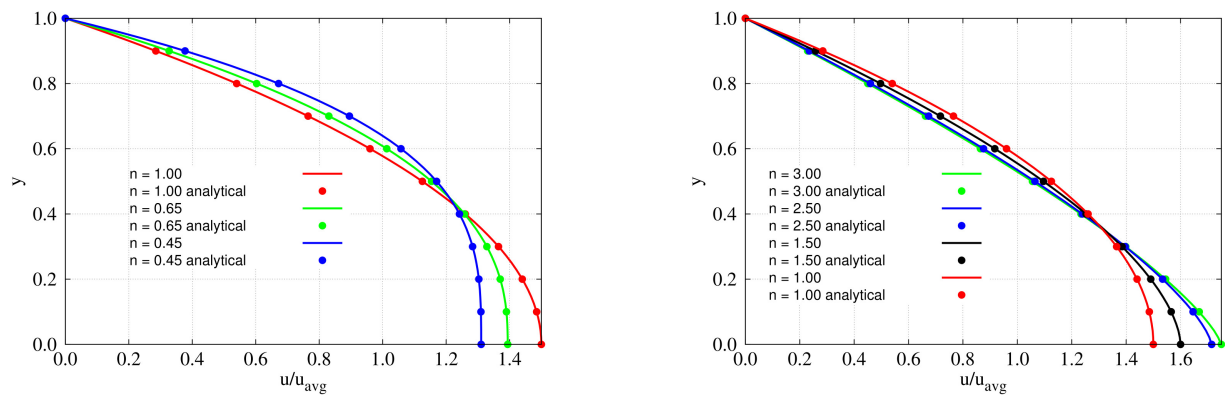 1.0
0.8
0.6
0.4
0.2
0.0
y
n = 1.00
n = 1.00 analytical
n = 0.65
n = 0.65 analytical
n = 0.45
n = 0.45 analytical
0.0 0.2 0.4 0.6 0.8 1.0 1.2 1.4
u/u_avg
1.0
0.8
0.6
0.4
0.2
0.0
y
n = 3.00
n = 3.00 analytical
n = 2.50
n = 2.50 analytical
n = 1.50
n = 1.50 analytical
n = 1.00
n = 1.00 analytical
0.0 0.2 0.4 0.6 0.8 1.0 1.2 1.4 1.6
u/u_avg